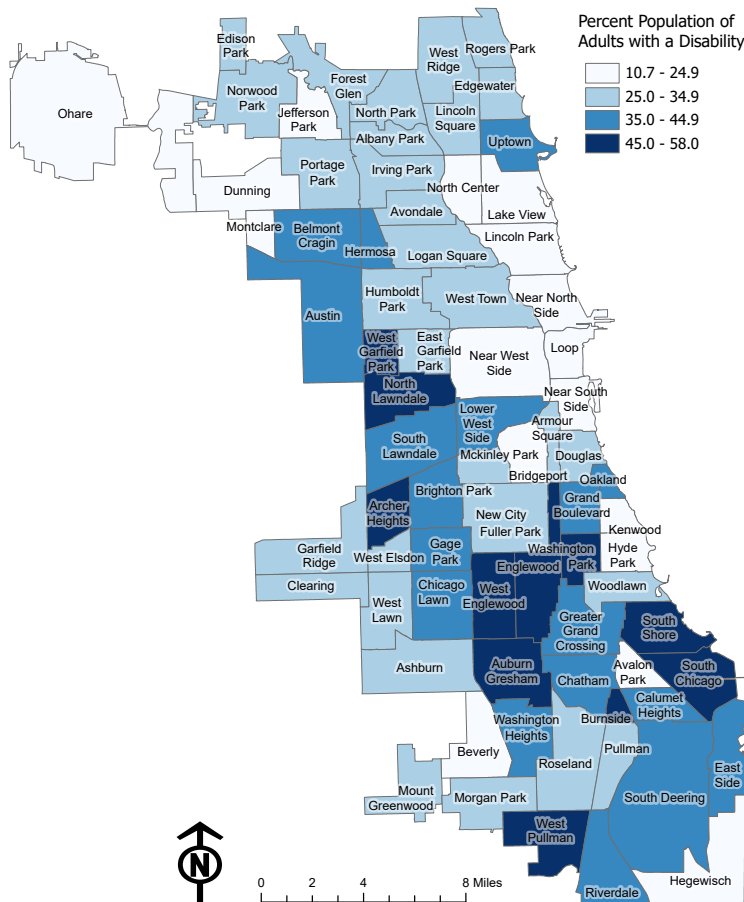 Percent Population of
Adults with a Disability
10.7 - 24.9
25.0 - 34.9
35.0 - 44.9
45.0 - 58.0
Edison
Park
Norwood
Park
Ohare
Jefferson
Park
Forest
Glen
North Park
Albany Park
West
Ridge
Rogers Park
Edgewater
Lincoln
Square
Uptown
Portage
Park
Irving Park
Dunning
North Center
Lake View
Montclare
Belmont
Cragin
Hermosa
Avondale
Logan Square
Lincoln Park
Austin
Humboldt
Park
West Town
Near North
Side
West
Garfield
Park
East
Garfield
Park
Near West
Side
Loop
North
Lawndale
Near South
Side
Lower
West
Side
Armour
Square
South
Lawndale
McKinley Park
Douglas
Bridgeport
Oakland
Brighton Park
Archer
Heights
Grand
Boulevard
New City
Fuller Park
Kenwood
Garfield
Ridge
West Elsdon
Gage
Park
Washington
Park
Hyde
Park
Englewood
Clearing
Chicago
Lawn
West
Englewood
Woodlawn
West
Lawn
Greater
Grand
Crossing
South
Shore
Ashburn
Auburn
Gresham
Chatham
Avalon
Park
South
Chicago
Calumet
Heights
Washington
Heights
Burnside
Beverly
Roseland
Pullman
East
Side
Mount
Greenwood
Morgan Park
South Deering
West
Pullman
Hegewisch
Riverdale
N
0 2 4 8 Miles